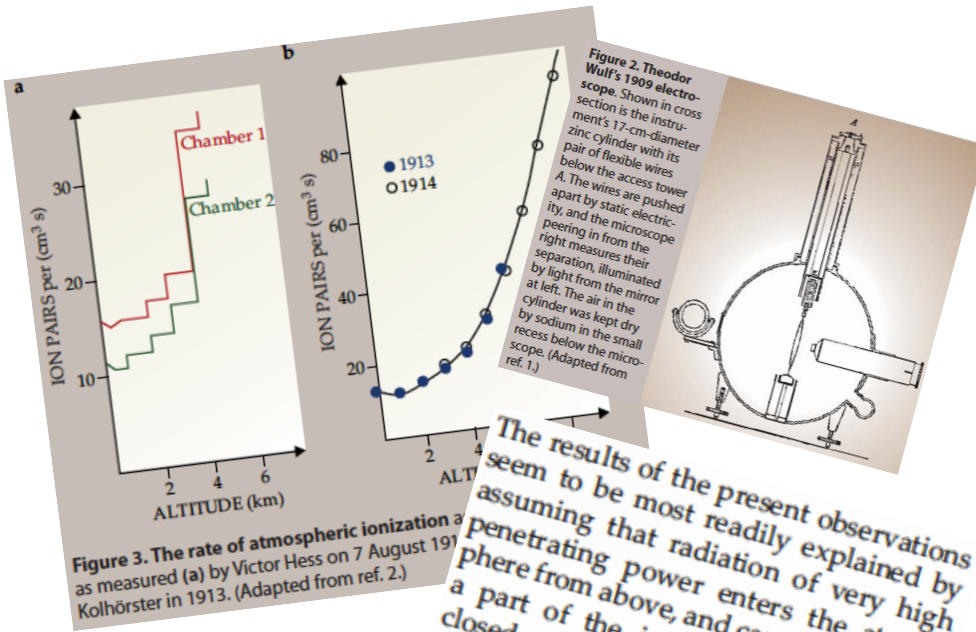 a
Chamber 1
Chamber 2
30
20
10
ION PAIRS per (cm³ s)
2 4 6
ALTITUDE (km)
b
1913
1914
80
60
40
20
ION PAIRS per (cm³ s)
2 4
Figure 3. The rate of atmospheric ionization
as measured (a) by Victor Hess on 7 August
Kolhörster in 1913. (Adapted from ref. 2.)
Figure 2. Theodor
Wulf's 1909 electro-
scope. Shown in cross
section is the instru-
ment's 17-cm-diameter
zinc cylinder with its
pair of flexible wires
below the access tower
A. The wires are pushed
apart by static electric-
ity, and the microscope
peering in from the
right measures their
separation, illuminated
by light from the mirror
at left. The air in the
cylinder was kept dry
by sodium in the small
recess below the micro-
scope. (Adapted from
ref. 1.)
A
The results of the present observations
seem to be most readily explained by
assuming that radiation of very high
penetrating power enters the
phere from above, and
a part of the
closed